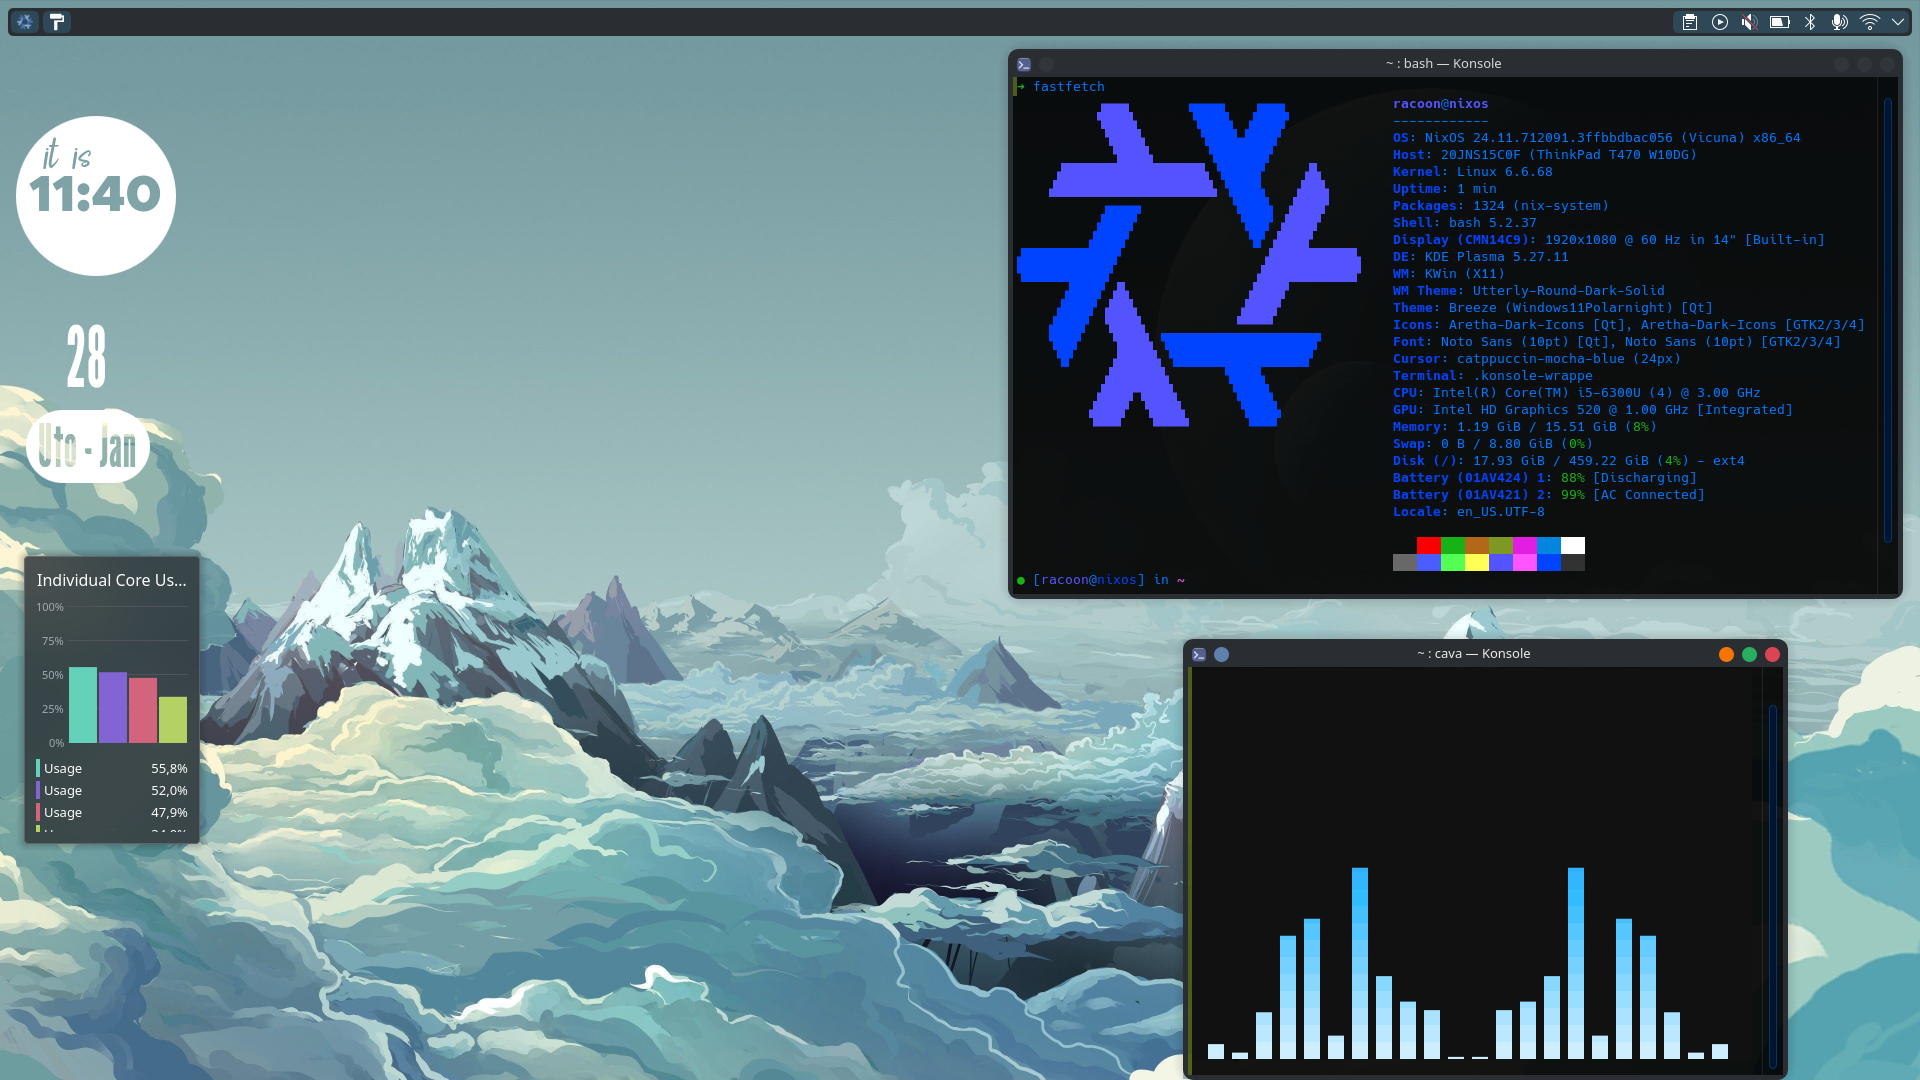 it is
11:40
28
Uto - Jan
Individual Core Us...
100%
75%
50%
25%
0%
Usage 55,8%
Usage 52,0%
Usage 47,9%
~ : bash — Konsole
➜ fastfetch
racoon@nixos
------------
OS: NixOS 24.11.712091.3ffbbdbac056 (Vicuna) x86_64
Host: 20JNS15C0F (ThinkPad T470 W10DG)
Kernel: Linux 6.6.68
Uptime: 1 min
Packages: 1324 (nix-system)
Shell: bash 5.2.37
Display (CMN14C9): 1920x1080 @ 60 Hz in 14" [Built-in]
DE: KDE Plasma 5.27.11
WM: KWin (X11)
WM Theme: Utterly-Round-Dark-Solid
Theme: Breeze (Windows11Polarnight) [Qt]
Icons: Aretha-Dark-Icons [Qt], Aretha-Dark-Icons [GTK2/3/4]
Font: Noto Sans (10pt) [Qt], Noto Sans (10pt) [GTK2/3/4]
Cursor: catppuccin-mocha-blue (24px)
Terminal: .konsole-wrappe
CPU: Intel(R) Core(TM) i5-6300U (4) @ 3.00 GHz
GPU: Intel HD Graphics 520 @ 1.00 GHz [Integrated]
Memory: 1.19 GiB / 15.51 GiB (8%)
Swap: 0 B / 8.80 GiB (0%)
Disk (/): 17.93 GiB / 459.22 GiB (4%) - ext4
Battery (01AV424) 1: 88% [Discharging]
Battery (01AV421) 2: 99% [AC Connected]
Locale: en_US.UTF-8
● [racoon@nixos] in ~
~ : cava — Konsole